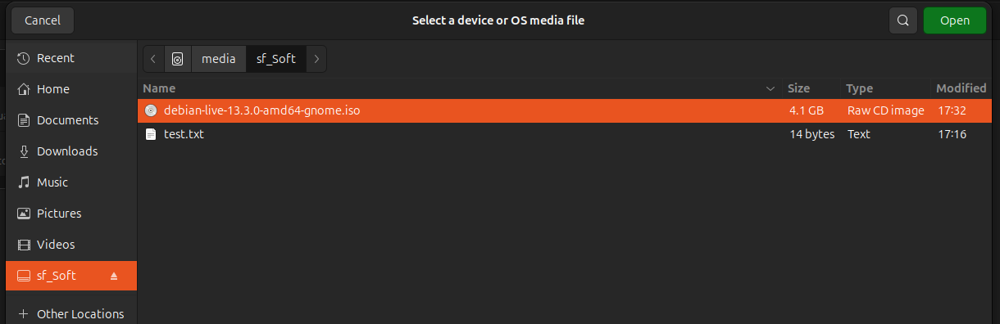 Cancel
Select a device or OS media file
Open
Recent
Home
Documents
Downloads
Music
Pictures
Videos
sf_Soft
Other Locations
media sf_Soft
Name Size Type Modified
debian-live-13.3.0-amd64-gnome.iso 4.1 GB Raw CD image 17:32
test.txt 14 bytes Text 17:16